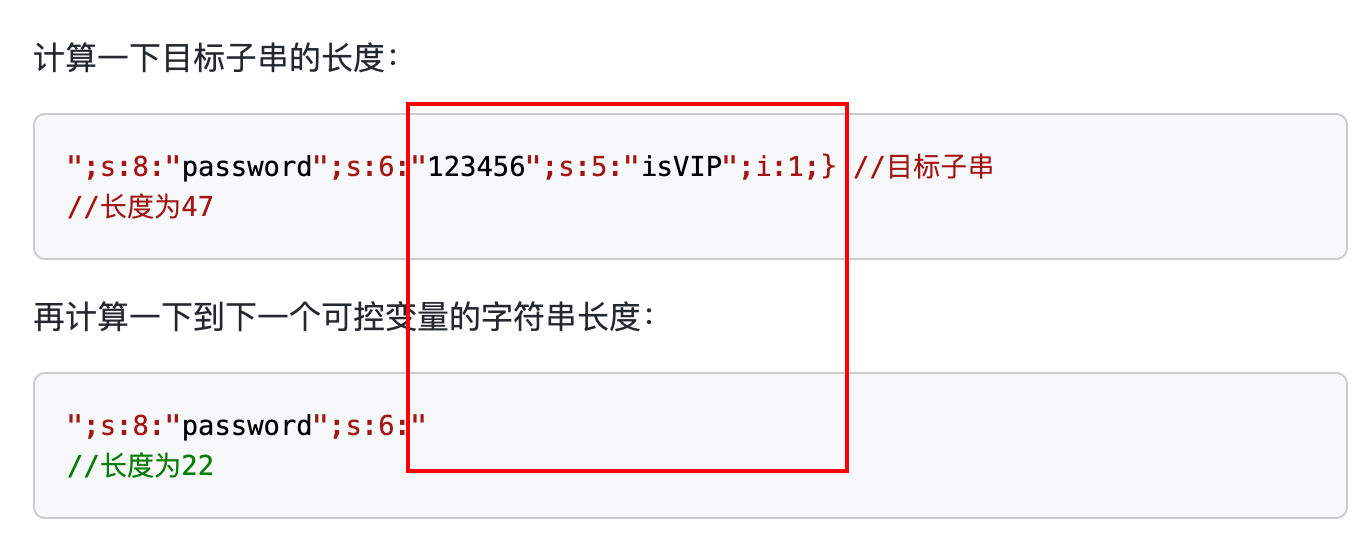 计算一下目标子串的长度：
";s:8:"password";s:6:"123456";s:5:"isVIP";i:1;} //目标子串
//长度为47
再计算一下到下一个可控变量的字符串长度：
";s:8:"password";s:6:"
//长度为22